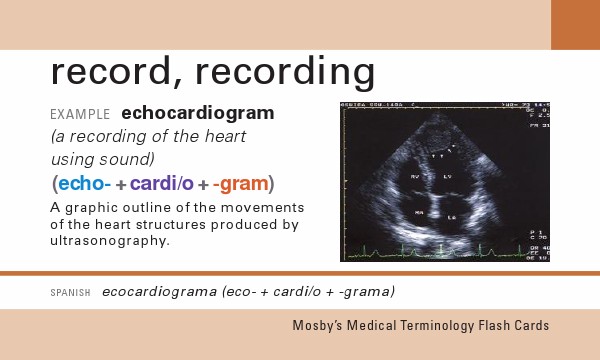 record, recording
EXAMPLE echocardiogram
(a recording of the heart
using sound)
(echo- + cardi/o + -gram)
A graphic outline of the movements
of the heart structures produced by
ultrasonography.
RV LV
RA LA
P 1
C 20
SPANISH ecocardiograma (eco- + cardi/o + -grama)
Mosby's Medical Terminology Flash Cards